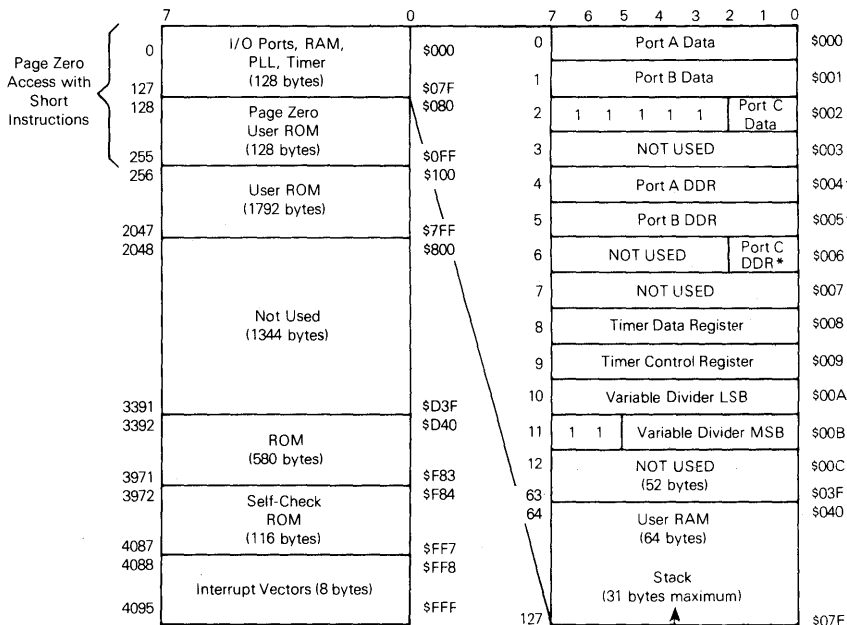 7 0
Page Zero
Access with
Short
Instructions
0 I/O Ports, RAM, $000
PLL, Timer
127 (128 bytes) $07F
128 Page Zero $080
User ROM
255 (128 bytes) $0FF
256 User ROM $100
2047 (1792 bytes) $7FF
2048 $800
Not Used
(1344 bytes)
3391 $D3F
3392 ROM $D40
3971 (580 bytes) $F83
3972 Self-Check $F84
ROM
4087 (116 bytes) $FF7
4088 $FF8
Interrupt Vectors (8 bytes)
4095 $FFF
7 6 5 4 3 2 1 0
0 Port A Data $000
1 Port B Data $001
2 1 1 1 1 1 Port C Data $002
3 NOT USED $003
4 Port A DDR $004
5 Port B DDR $005
6 NOT USED Port C DDR* $006
7 NOT USED $007
8 Timer Data Register $008
9 Timer Control Register $009
10 Variable Divider LSB $00A
11 1 1 Variable Divider MSB $00B
12 NOT USED $00C
63 (52 bytes) $03F
64 User RAM $040
(64 bytes)
Stack
(31 bytes maximum)
127 $07F